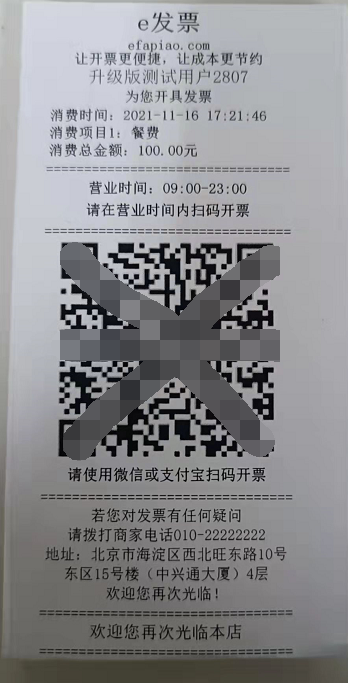 e发票
efapiao.com
让开票更便捷，让成本更节约
升级版测试用户2807
为您开具发票
消费时间：2021-11-16 17:21:46
消费项目1：餐费
消费总金额：100.00元
==============================
营业时间：09:00-23:00
请在营业时间内扫码开票
==============================
请使用微信或支付宝扫码开票
==============================
若您对发票有任何疑问
请拨打商家电话010-22222222
地址：北京市海淀区西北旺东路10号
东区15号楼（中兴通大厦）4层
欢迎您再次光临！
==============================
欢迎您再次光临本店
==============================